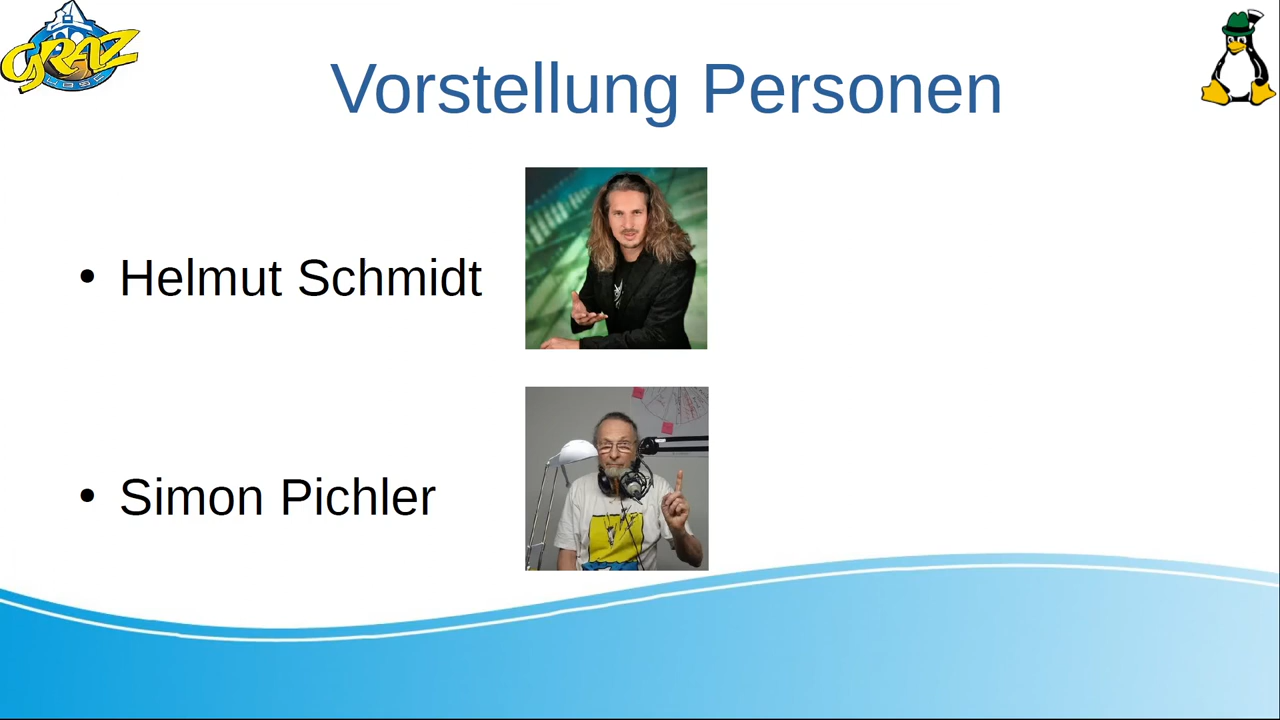 GRAZ
Vorstellung Personen
• Helmut Schmidt
• Simon Pichler